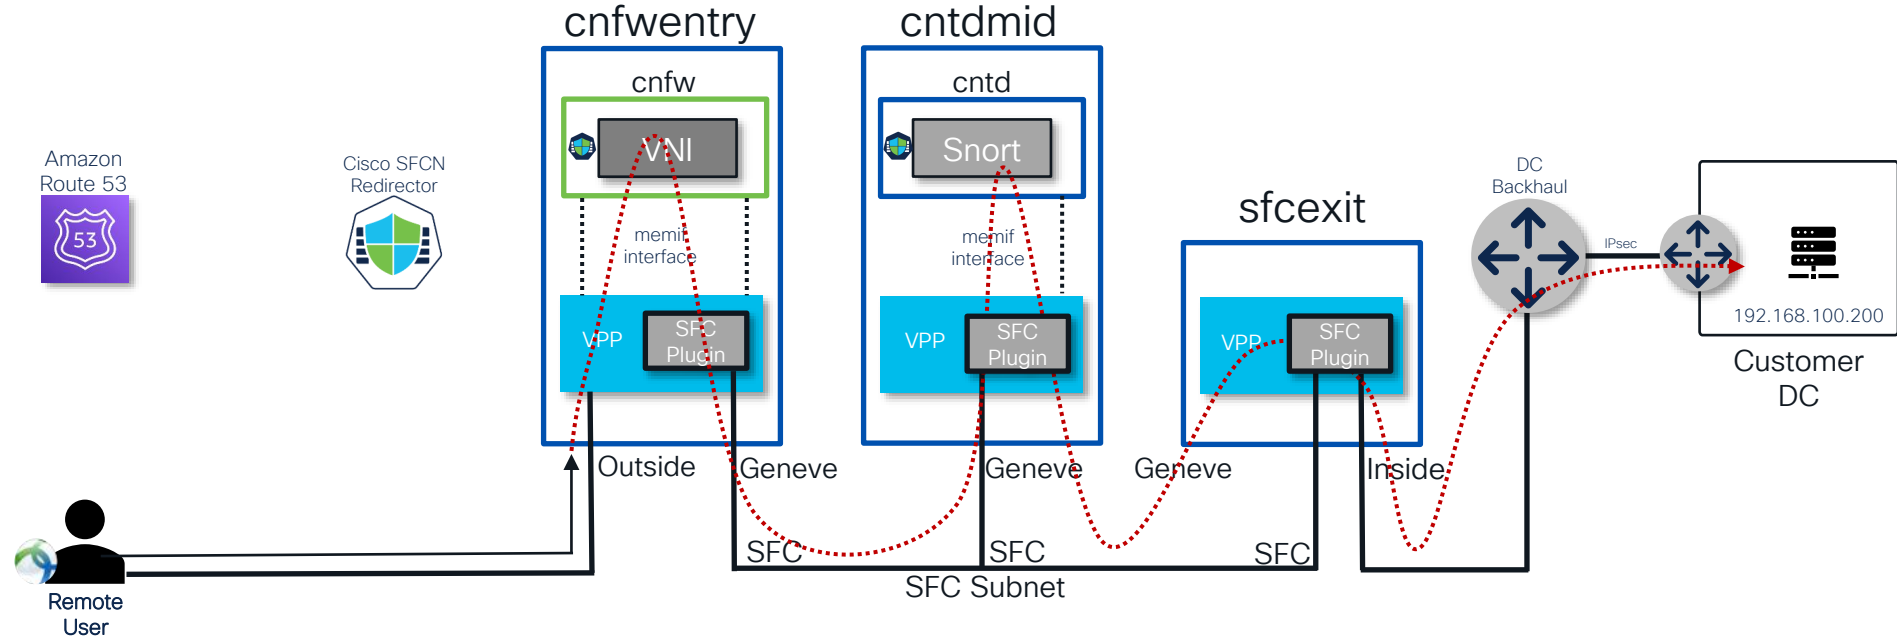 cnfwentry
cntdmid
cnfw
cntd
VNI
Snort
Amazon
Route 53
53
Cisco SFCN
Redirector
DC
Backhaul
sfcexit
memif
interface
memif
interface
IPsec
192.168.100.200
VPP
SFC
Plugin
VPP
SFC
Plugin
VPP
SFC
Plugin
Customer
DC
Outside
Geneve
Geneve
Geneve
Inside
SFC
SFC
SFC
SFC Subnet
Remote
User